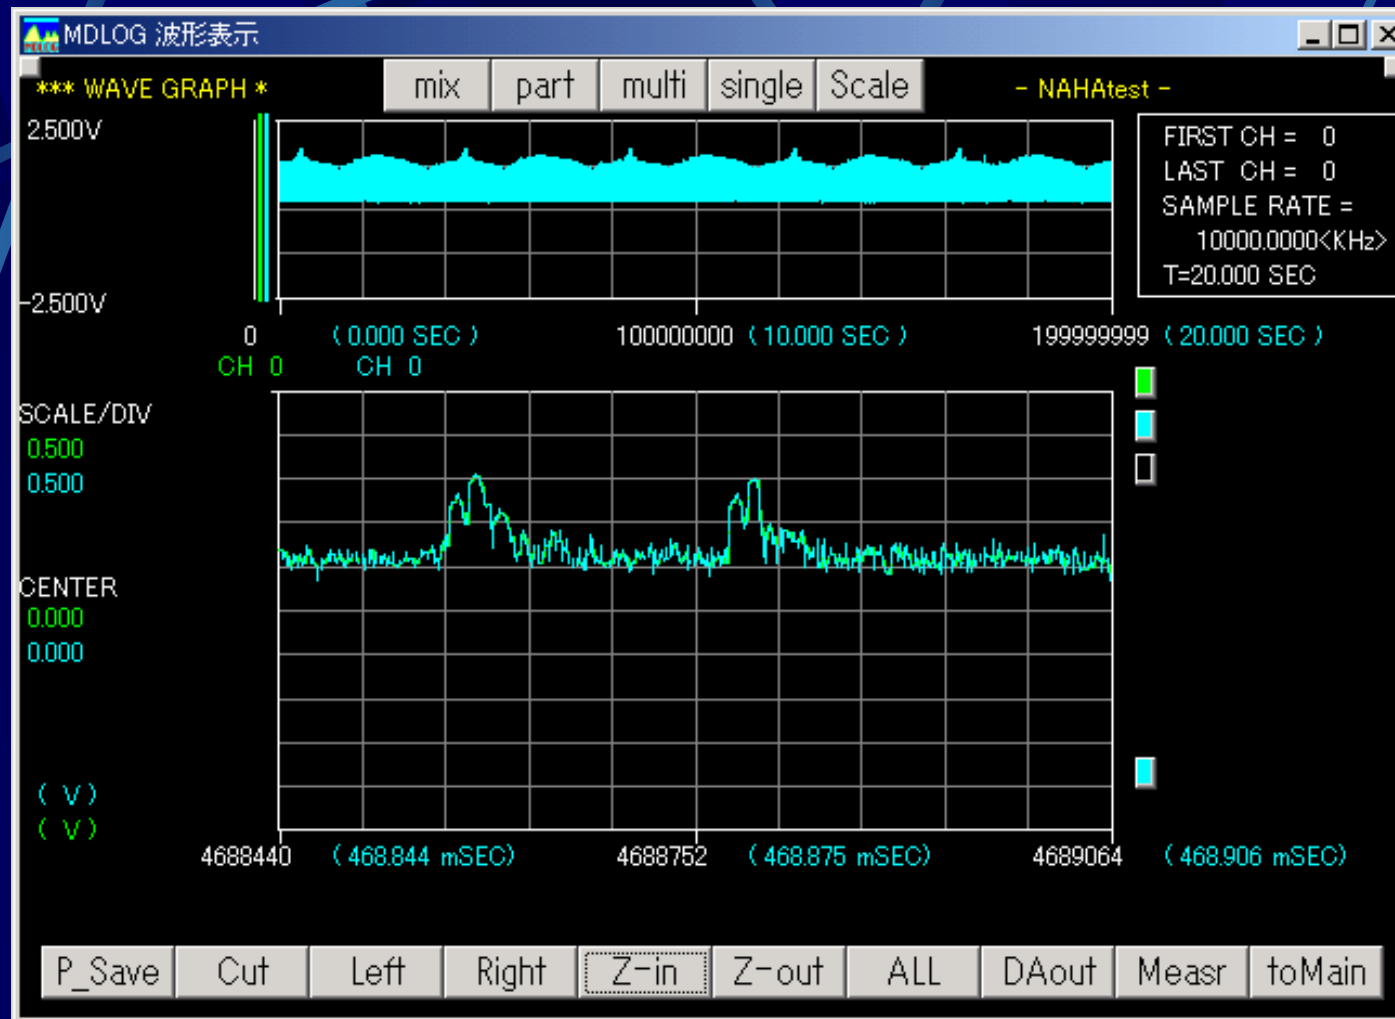 MDLOG 波形表示
*** WAVE GRAPH *
mix part multi single Scale
- NAHAtest -
2.500V
-2.500V
FIRST CH = 0
LAST CH = 0
SAMPLE RATE =
10000.0000<KHz>
T=20.000 SEC
0 (0.000 SEC) 100000000 (10.000 SEC) 199999999 (20.000 SEC)
CH 0 CH 0
SCALE/DIV
0.500
0.500
CENTER
0.000
0.000
(V)
(V)
4688440 (468.844 mSEC) 4688752 (468.875 mSEC) 4689064 (468.906 mSEC)
P_Save Cut Left Right Z-in Z-out ALL DAout Measr toMain